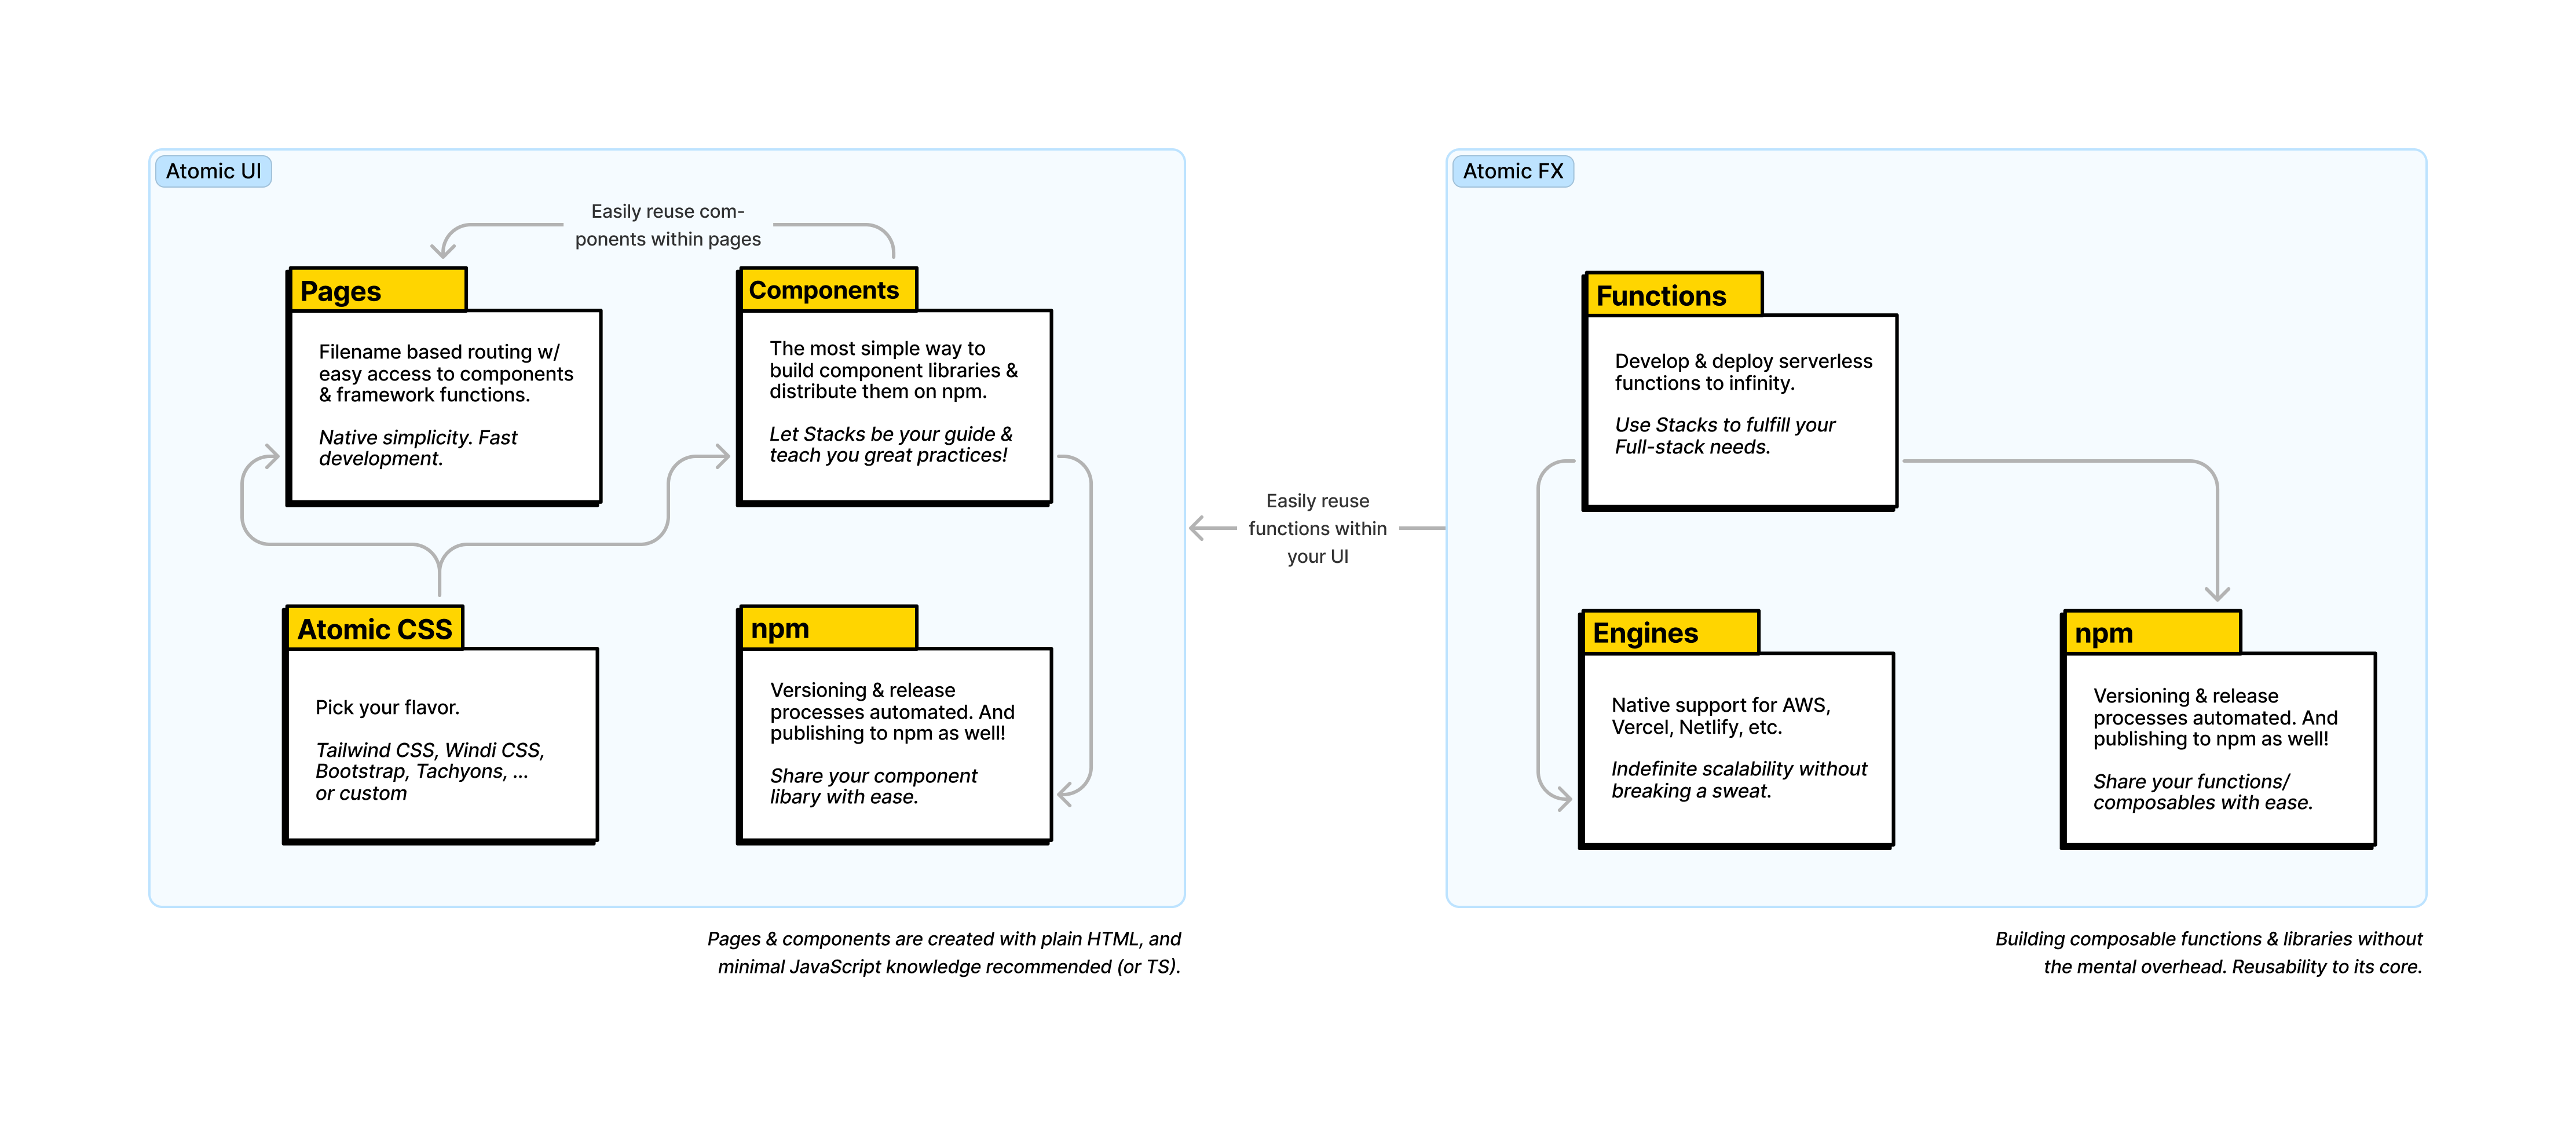 Atomic UI
Easily reuse com-
ponents within pages
Pages
Filename based routing w/
easy access to components
& framework functions.
Native simplicity. Fast
development.
Components
The most simple way to
build component libraries &
distribute them on npm.
Let Stacks be your guide &
teach you great practices!
Atomic CSS
Pick your flavor.
Tailwind CSS, Windi CSS,
Bootstrap, Tachyons, ...
or custom
npm
Versioning & release
processes automated. And
publishing to npm as well!
Share your component
libary with ease.
Pages & components are created with plain HTML, and
minimal JavaScript knowledge recommended (or TS).
Easily reuse
functions within
your UI
Atomic FX
Functions
Develop & deploy serverless
functions to infinity.
Use Stacks to fulfill your
Full-stack needs.
Engines
Native support for AWS,
Vercel, Netlify, etc.
Indefinite scalability without
breaking a sweat.
npm
Versioning & release
processes automated. And
publishing to npm as well!
Share your functions/
composables with ease.
Building composable functions & libraries without
the mental overhead. Reusability to its core.